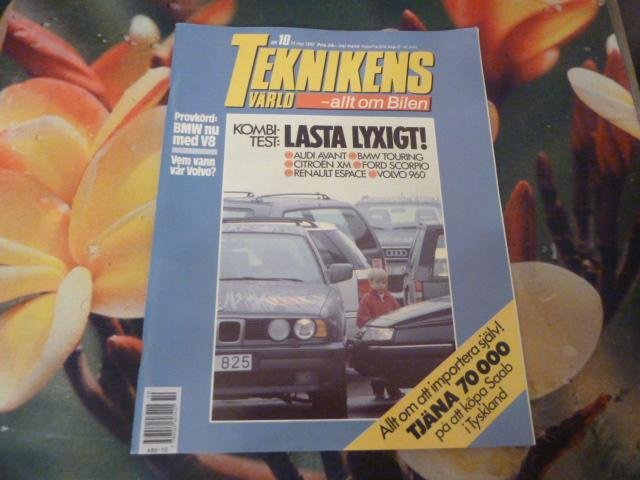 NR 10
TEKNIKENS
VÄRLD
–allt om Bilen
Provkörd:
BMW nu
med V8
Vem vann
vår Volvo?
KOMBI-
TEST: LASTA LYXIGT!
AUDI AVANT BMW TOURING
CITROËN XM FORD SCORPIO
RENAULT ESPACE VOLVO 960
825
Allt om att importera själv!
TJÄNA 70 000
på att köpa Saab
i Tyskland